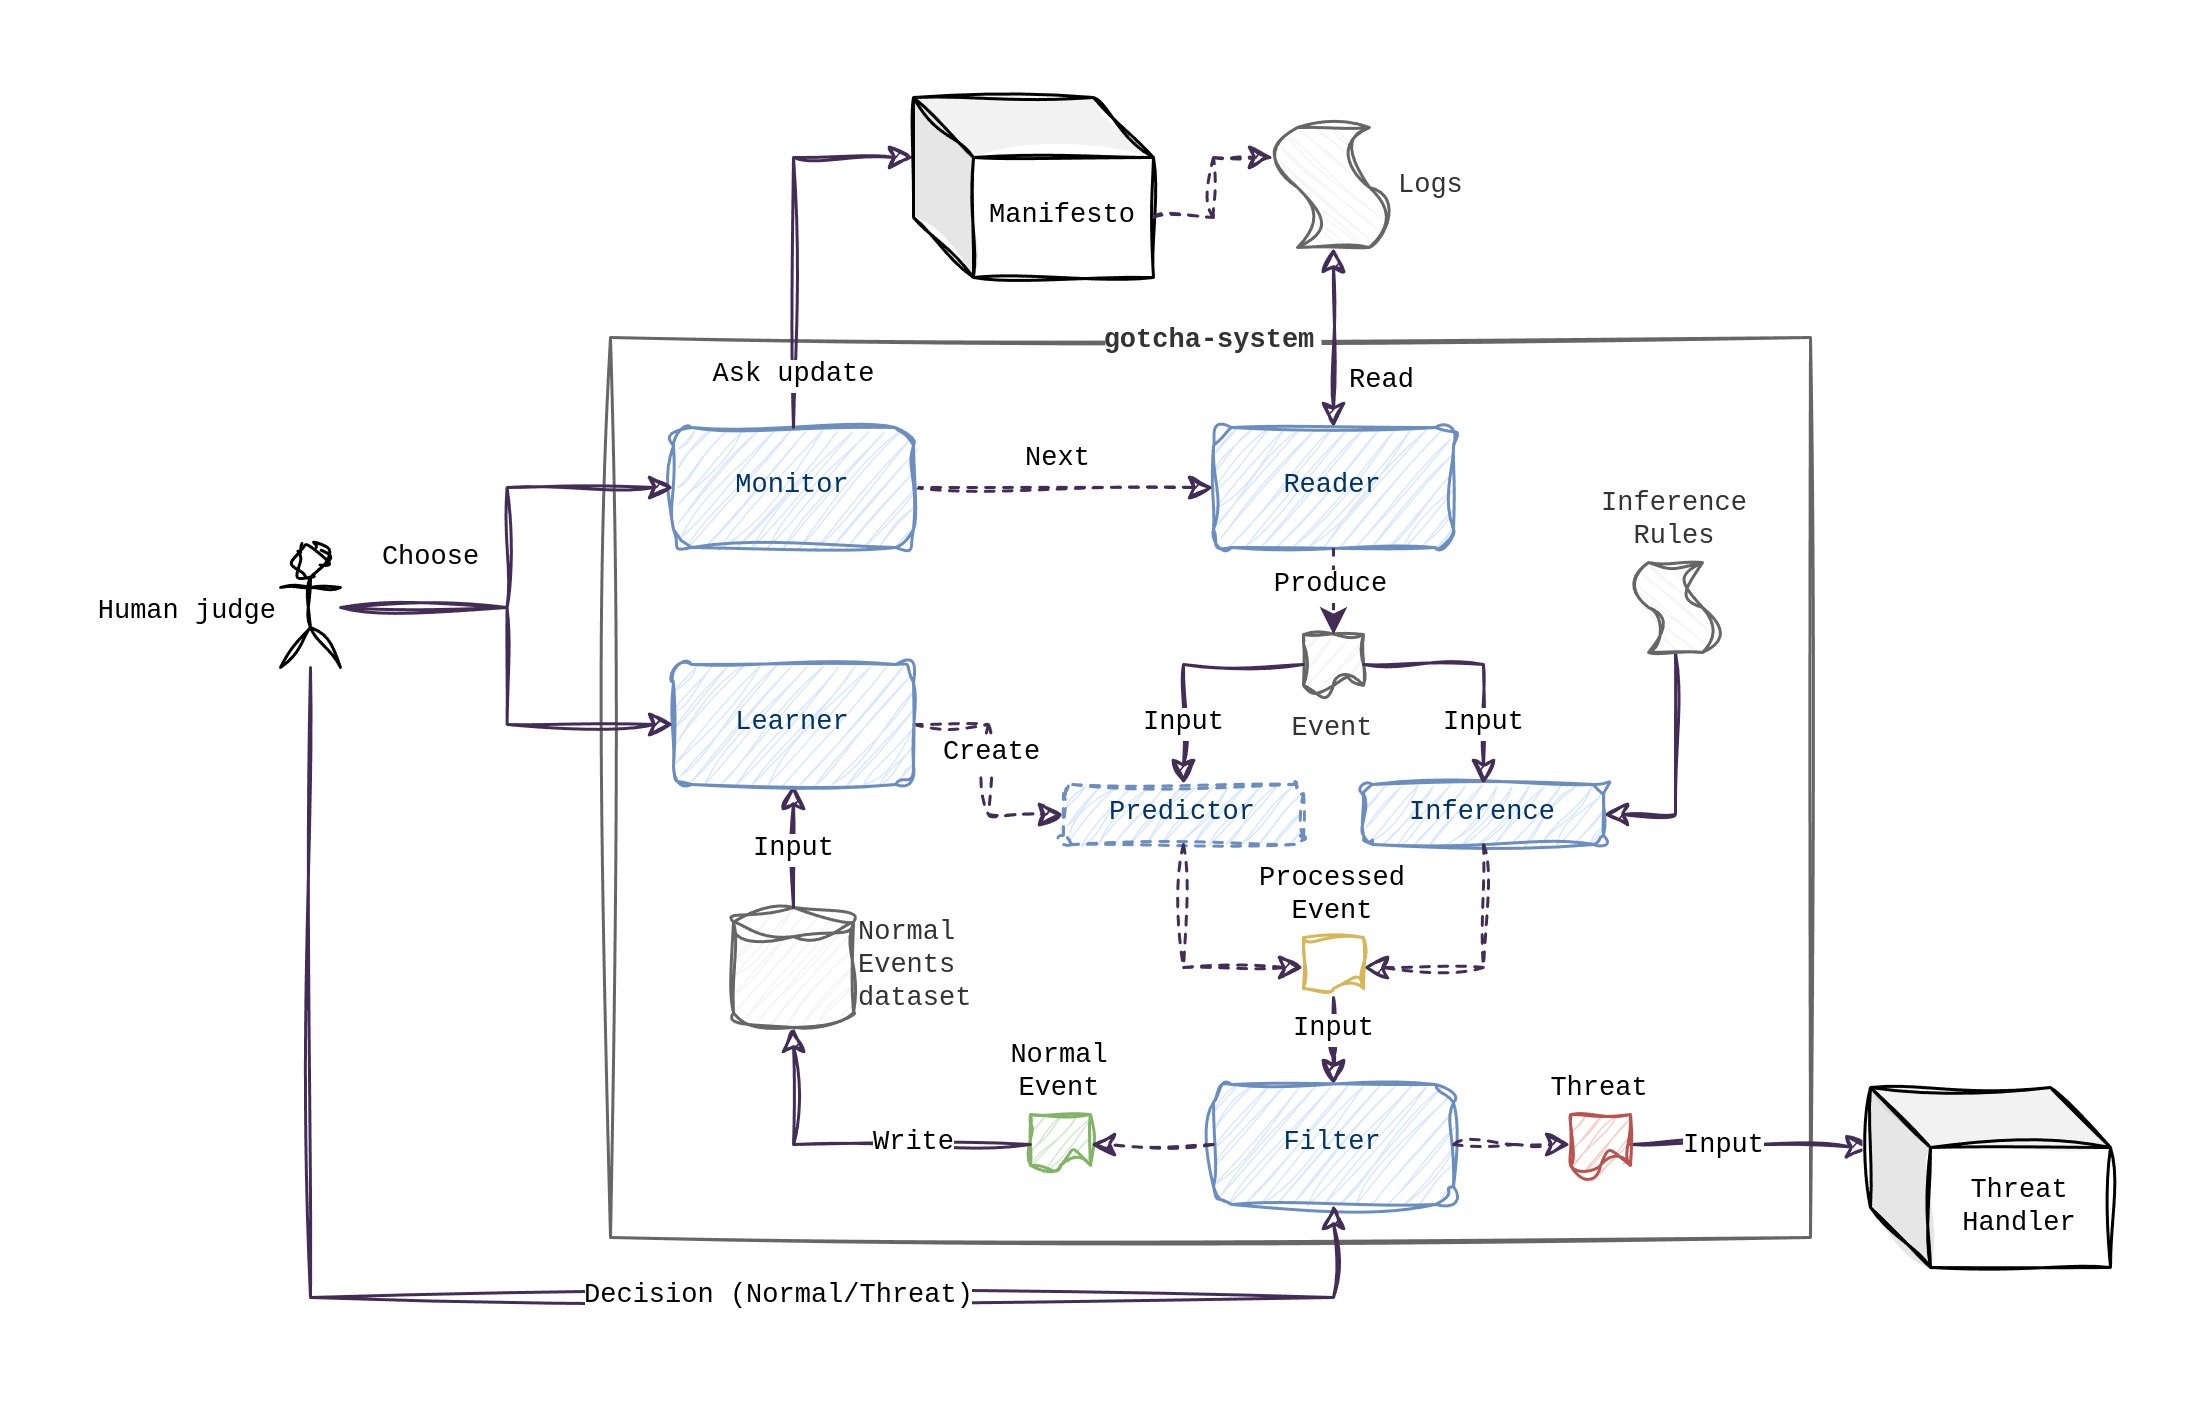 Manifesto
Logs
gotcha-system
Ask update
Read
Next
Monitor
Reader
Inference
Rules
Choose
Human judge
Produce
Learner
Input
Event
Input
Create
Predictor
Inference
Input
Processed
Event
Normal
Events
dataset
Input
Normal
Event
Threat
Write
Filter
Input
Threat
Handler
Decision (Normal/Threat)